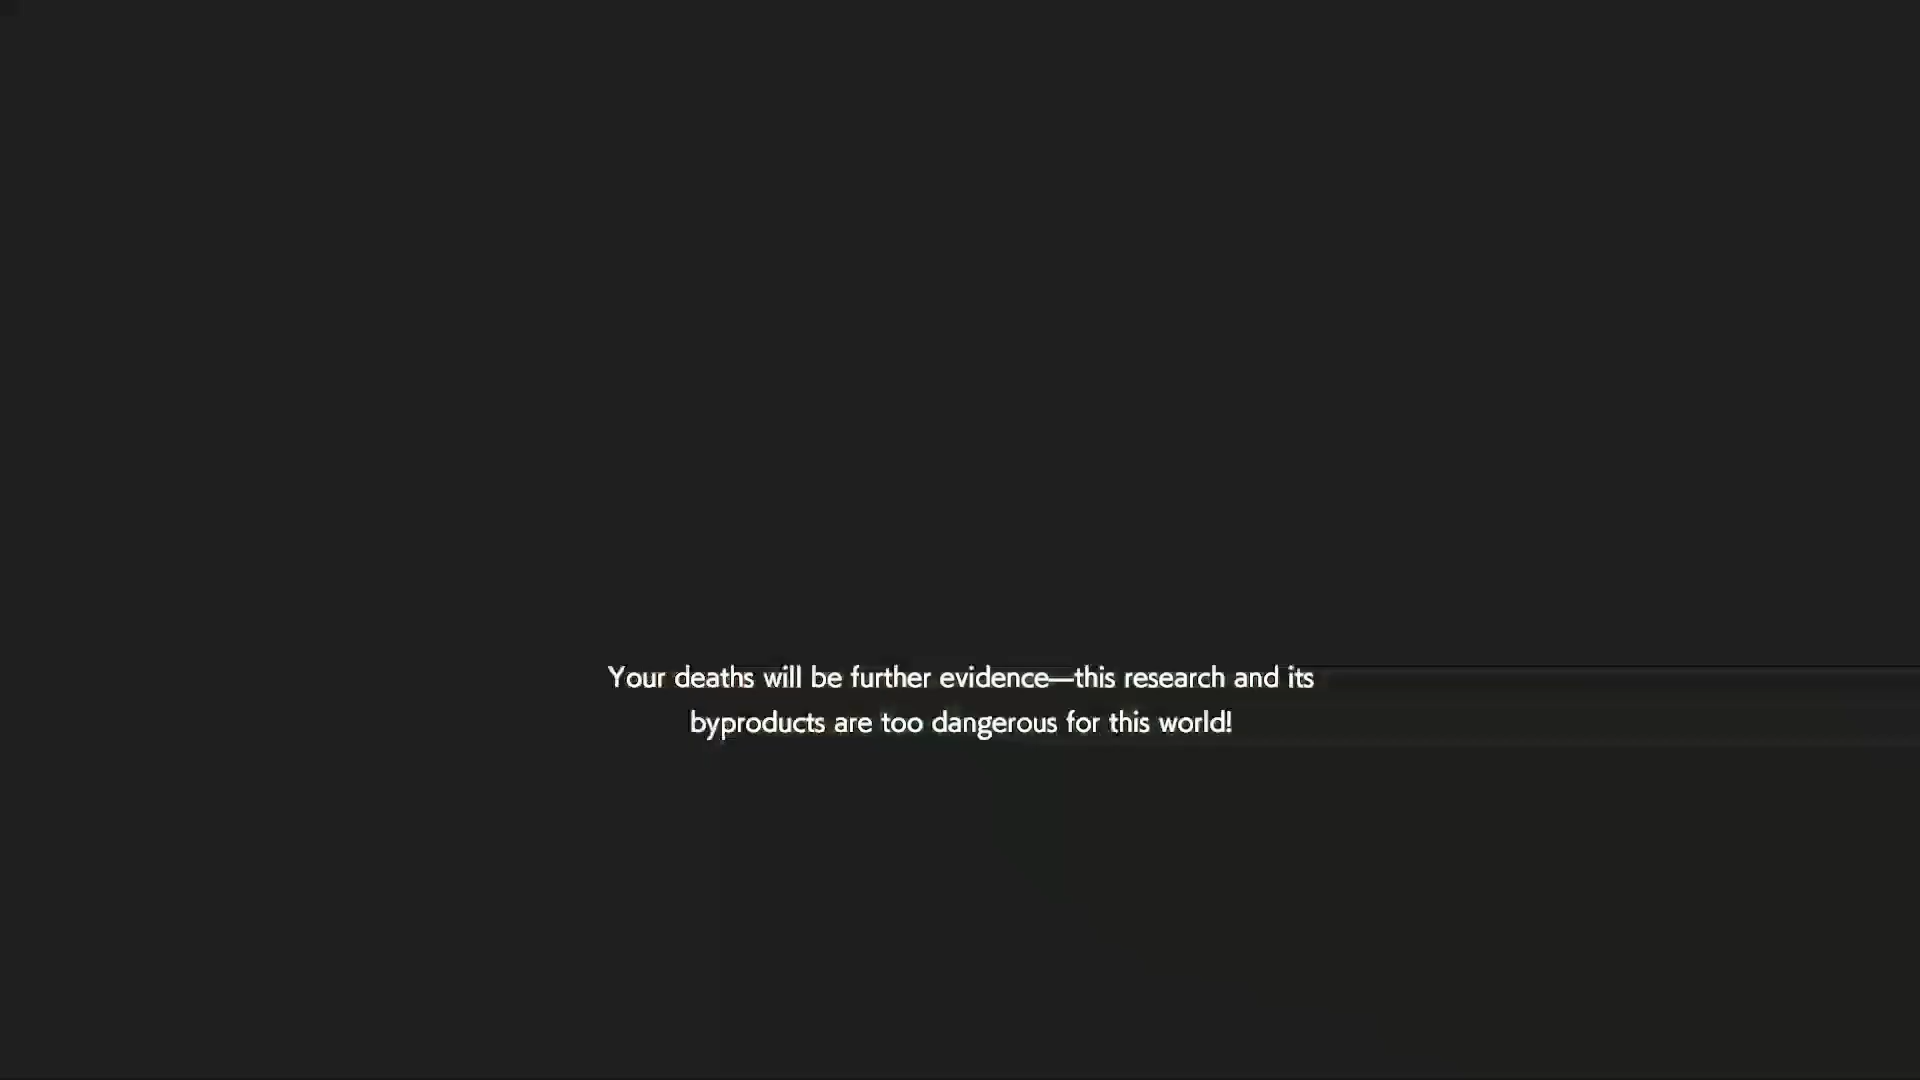 Your deaths will be further evidence—this research and its
byproducts are too dangerous for this world!